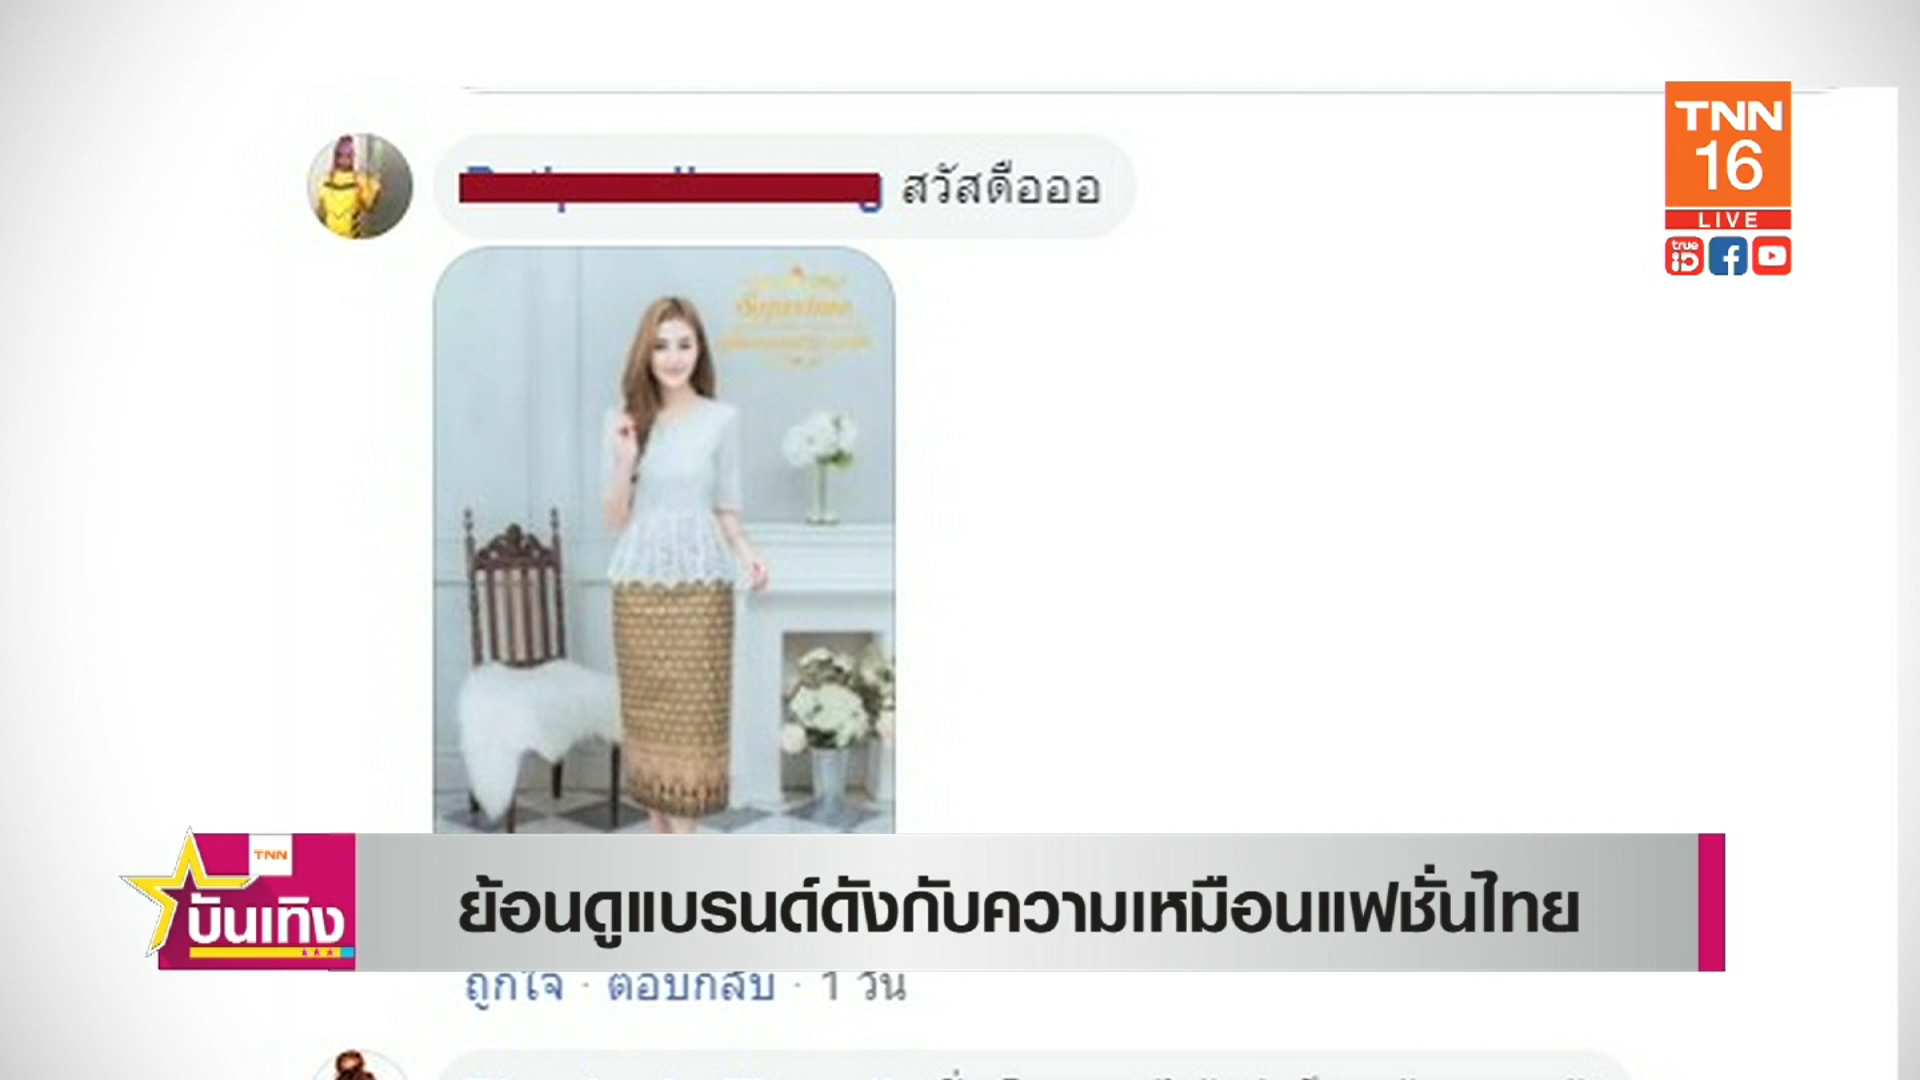 TNN
16
LIVE
true
iD
สวัสดีอออ
TNN
บันเทิง
ย้อนดูแบรนด์ดังกับความเหมือนแฟชั่นไทย
ถูกใจ · ตอบกลับ · 1 วัน